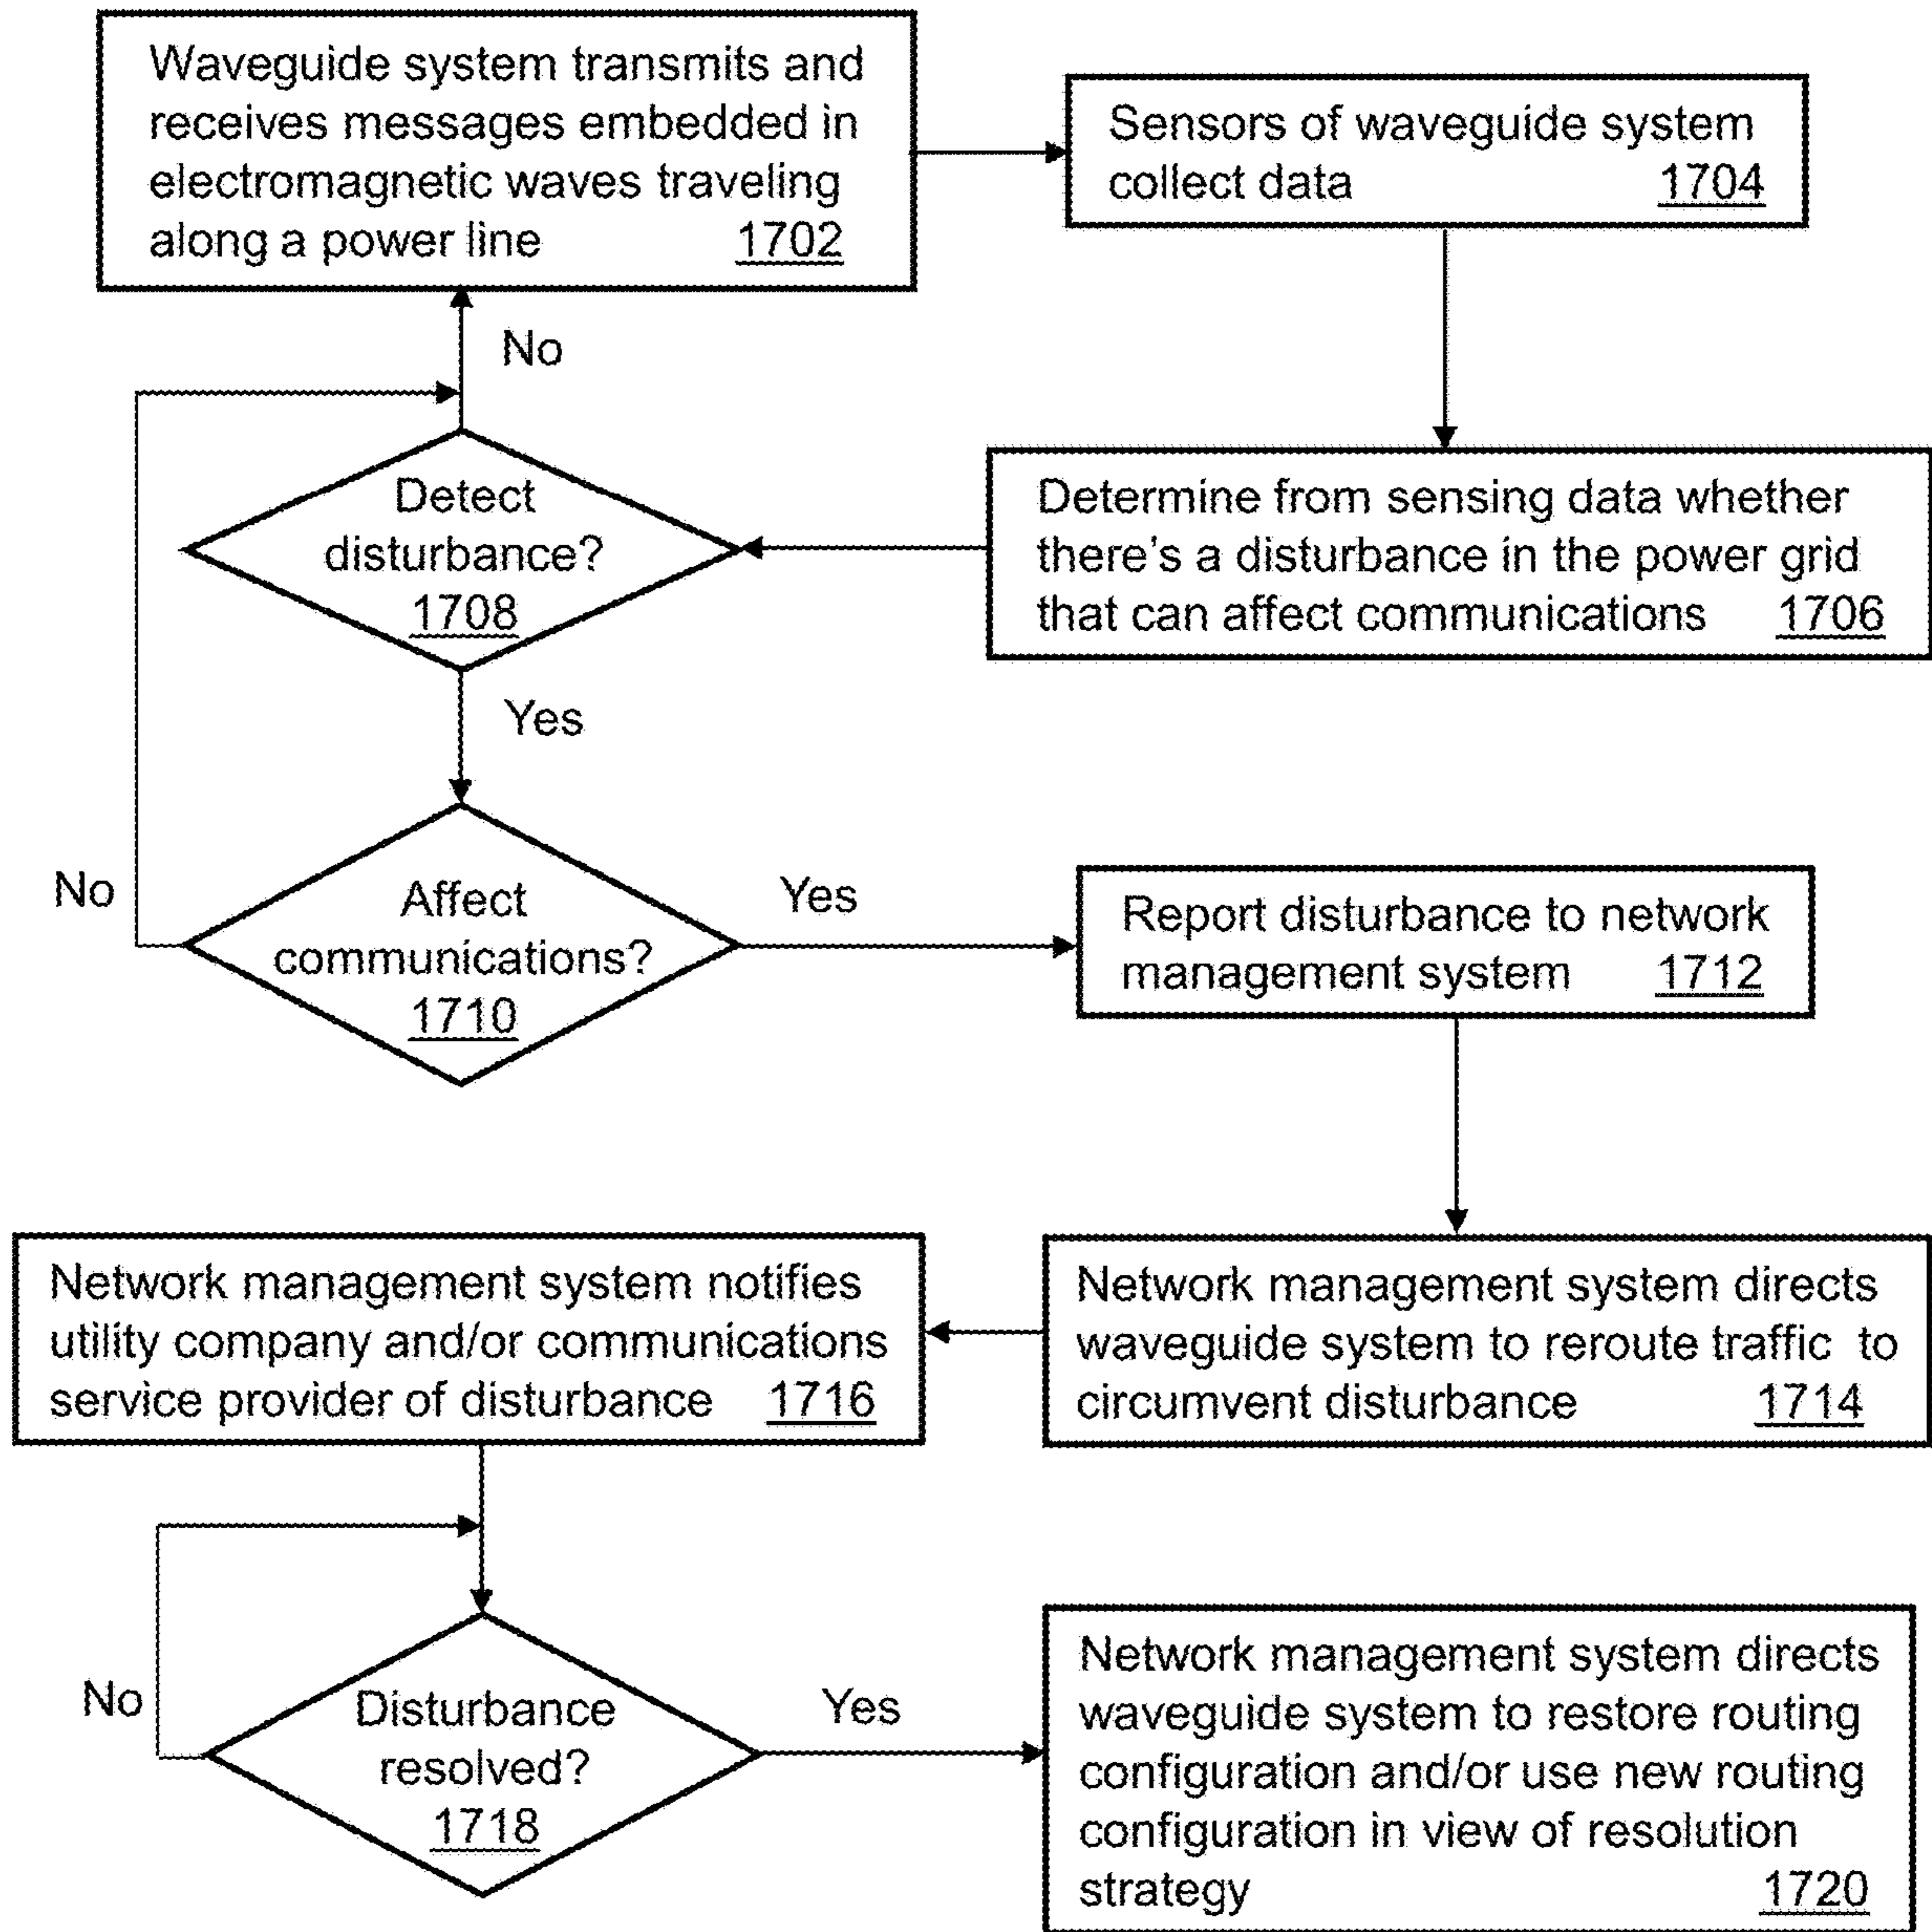 Waveguide system transmits and
receives messages embedded in
electromagnetic waves traveling
along a power line 1702
Sensors of waveguide system
collect data 1704
No
Detect
disturbance?
1708
Determine from sensing data whether
there's a disturbance in the power grid
that can affect communications 1706
Yes
No
Affect
communications?
1710
Yes
Report disturbance to network
management system 1712
Network management system notifies
utility company and/or communications
service provider of disturbance 1716
Network management system directs
waveguide system to reroute traffic to
circumvent disturbance 1714
No
Disturbance
resolved?
1718
Yes
Network management system directs
waveguide system to restore routing
configuration and/or use new routing
configuration in view of resolution
strategy 1720